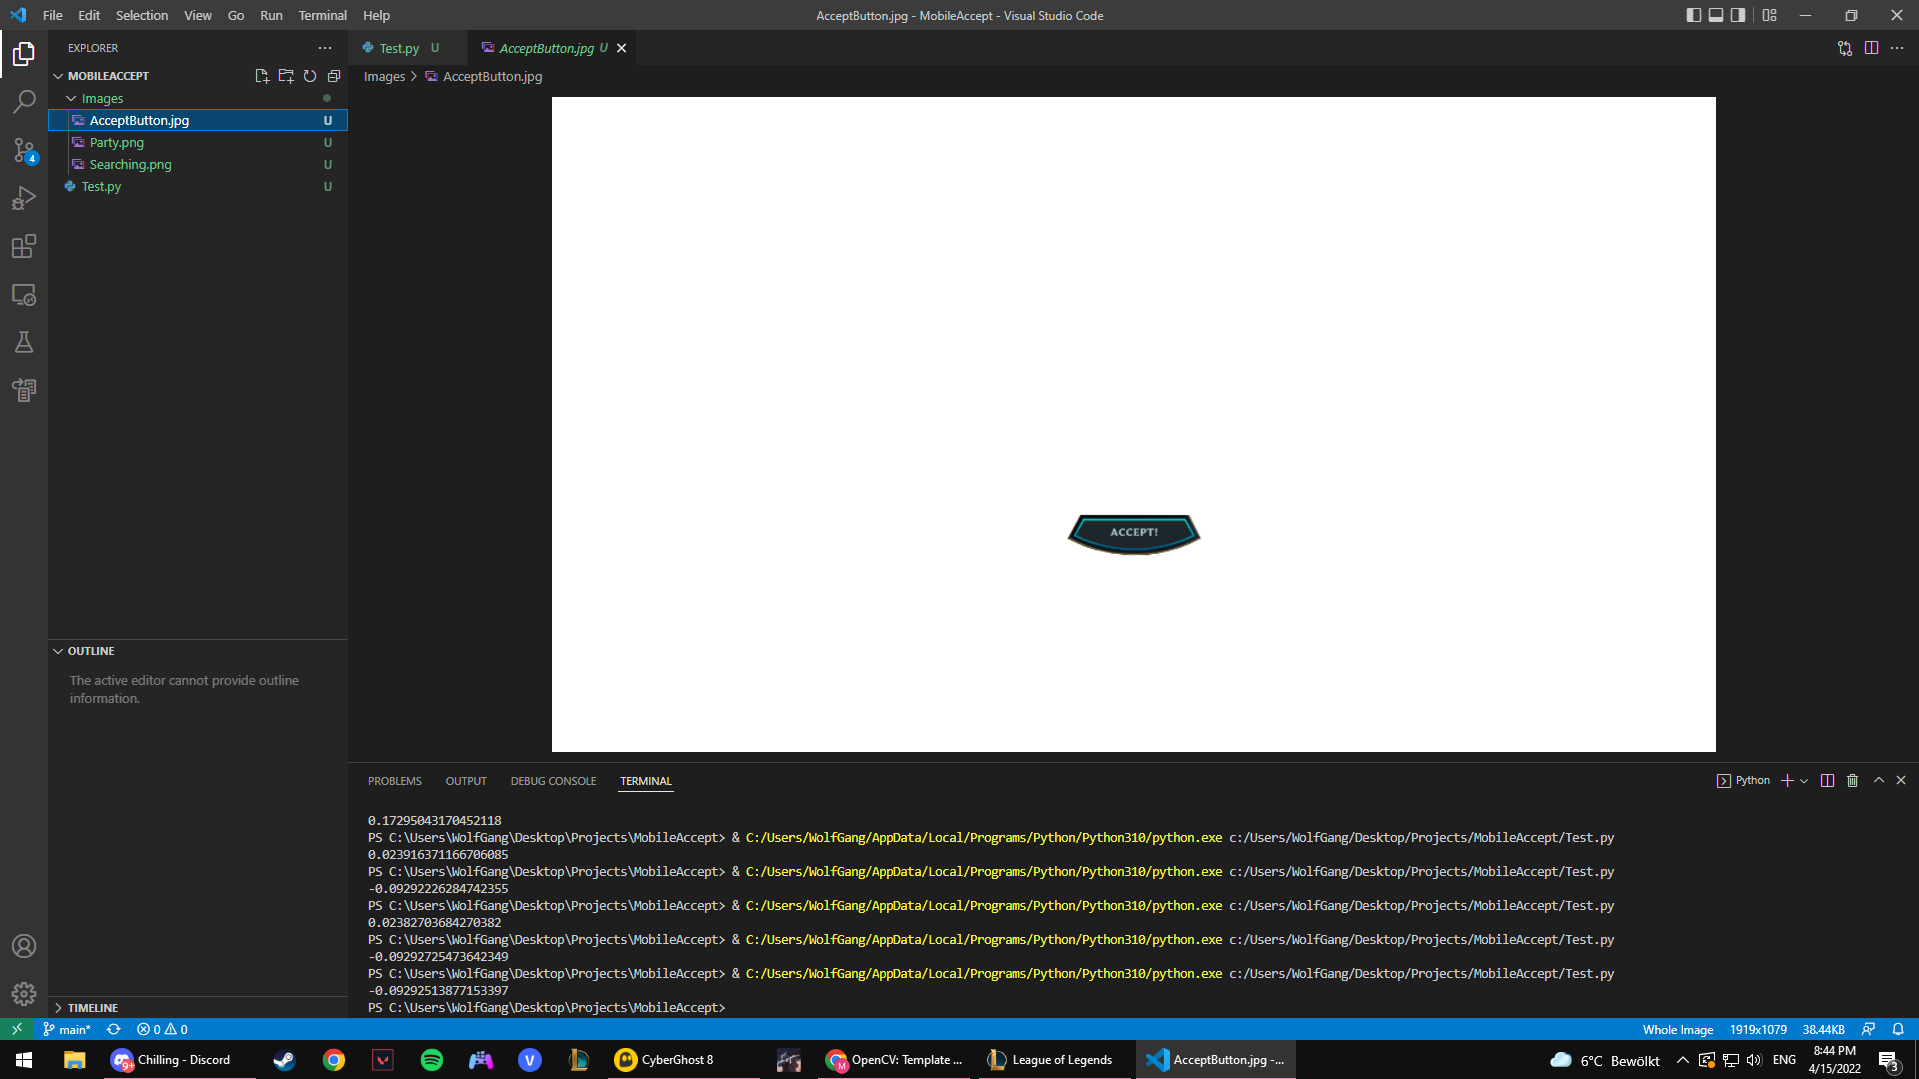 File Edit Selection View Go Run Terminal Help
AcceptButton.jpg - MobileAccept - Visual Studio Code
EXPLORER
Test.py U
AcceptButton.jpg U
MOBILEACCEPT
Images > AcceptButton.jpg
Images
AcceptButton.jpg U
Party.png U
Searching.png U
Test.py U
4
ACCEPT!
OUTLINE
The active editor cannot provide outline
information.
TIMELINE
PROBLEMS OUTPUT DEBUG CONSOLE TERMINAL
Python
0.17295043170452118
PS C:\Users\WolfGang\Desktop\Projects\MobileAccept> & C:/Users/WolfGang/AppData/Local/Programs/Python/Python310/python.exe c:/Users/WolfGang/Desktop/Projects/MobileAccept/Test.py
0.023916371166706085
PS C:\Users\WolfGang\Desktop\Projects\MobileAccept> & C:/Users/WolfGang/AppData/Local/Programs/Python/Python310/python.exe c:/Users/WolfGang/Desktop/Projects/MobileAccept/Test.py
-0.09292226284742355
PS C:\Users\WolfGang\Desktop\Projects\MobileAccept> & C:/Users/WolfGang/AppData/Local/Programs/Python/Python310/python.exe c:/Users/WolfGang/Desktop/Projects/MobileAccept/Test.py
0.02382703684270382
PS C:\Users\WolfGang\Desktop\Projects\MobileAccept> & C:/Users/WolfGang/AppData/Local/Programs/Python/Python310/python.exe c:/Users/WolfGang/Desktop/Projects/MobileAccept/Test.py
-0.09292725473642349
PS C:\Users\WolfGang\Desktop\Projects\MobileAccept> & C:/Users/WolfGang/AppData/Local/Programs/Python/Python310/python.exe c:/Users/WolfGang/Desktop/Projects/MobileAccept/Test.py
-0.09292513877153397
PS C:\Users\WolfGang\Desktop\Projects\MobileAccept>
main* 0 0
Whole Image 1919x1079 38.44KB
9+ Chilling - Discord
V
CyberGhost 8
M OpenCV: Template ...
League of Legends
AcceptButton.jpg -...
6°C Bewölkt
ENG
8:44 PM
4/15/2022
3